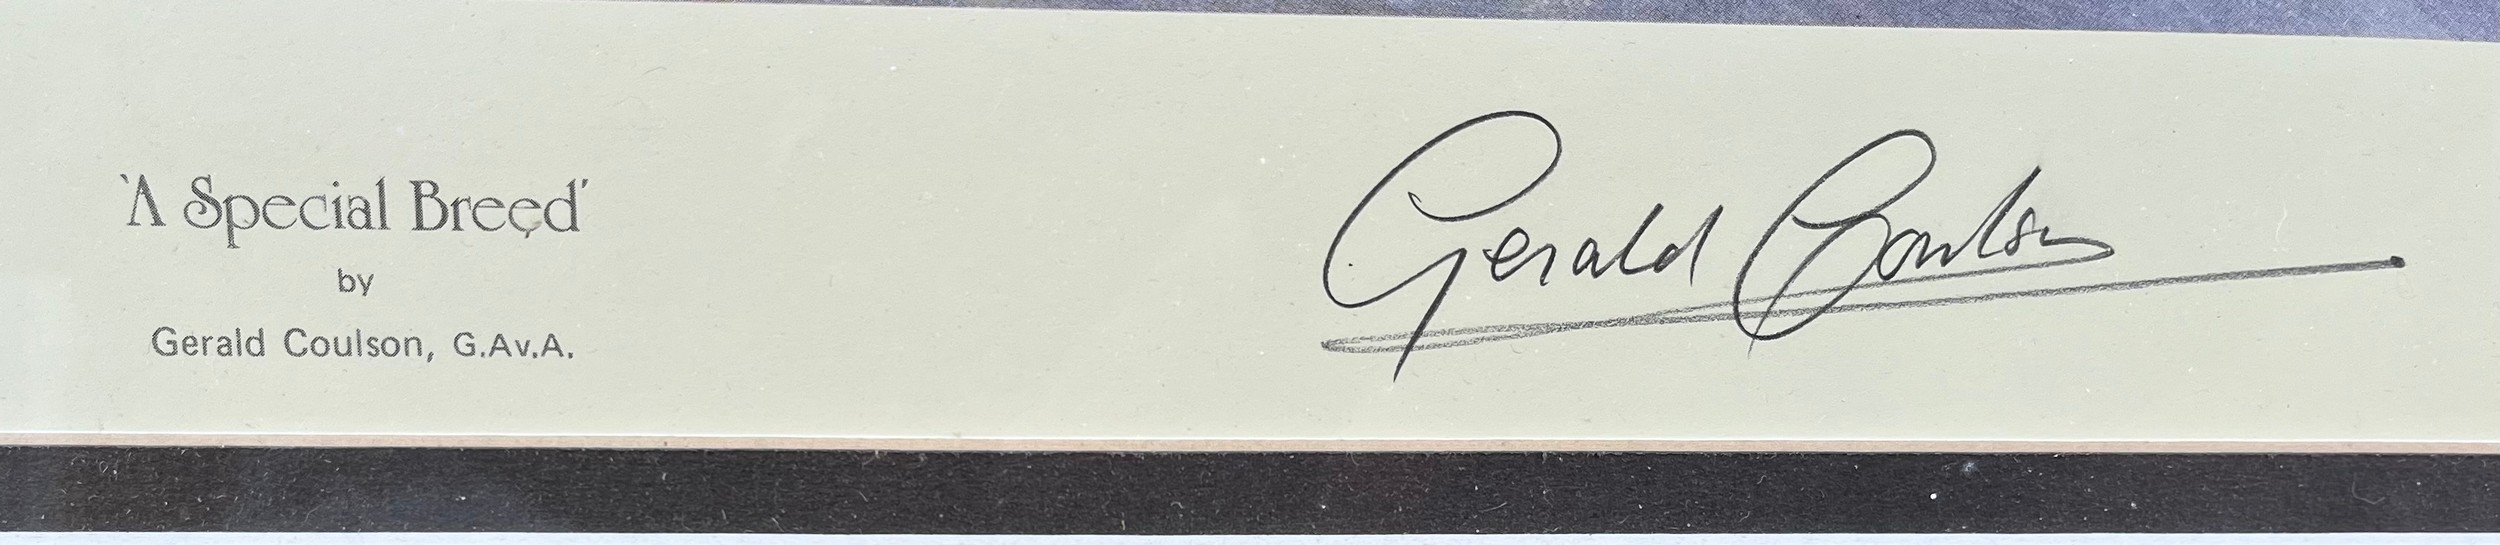 'A Special Breed'
by
Gerald Coulson, G.Av.A.
Gerald Coulson